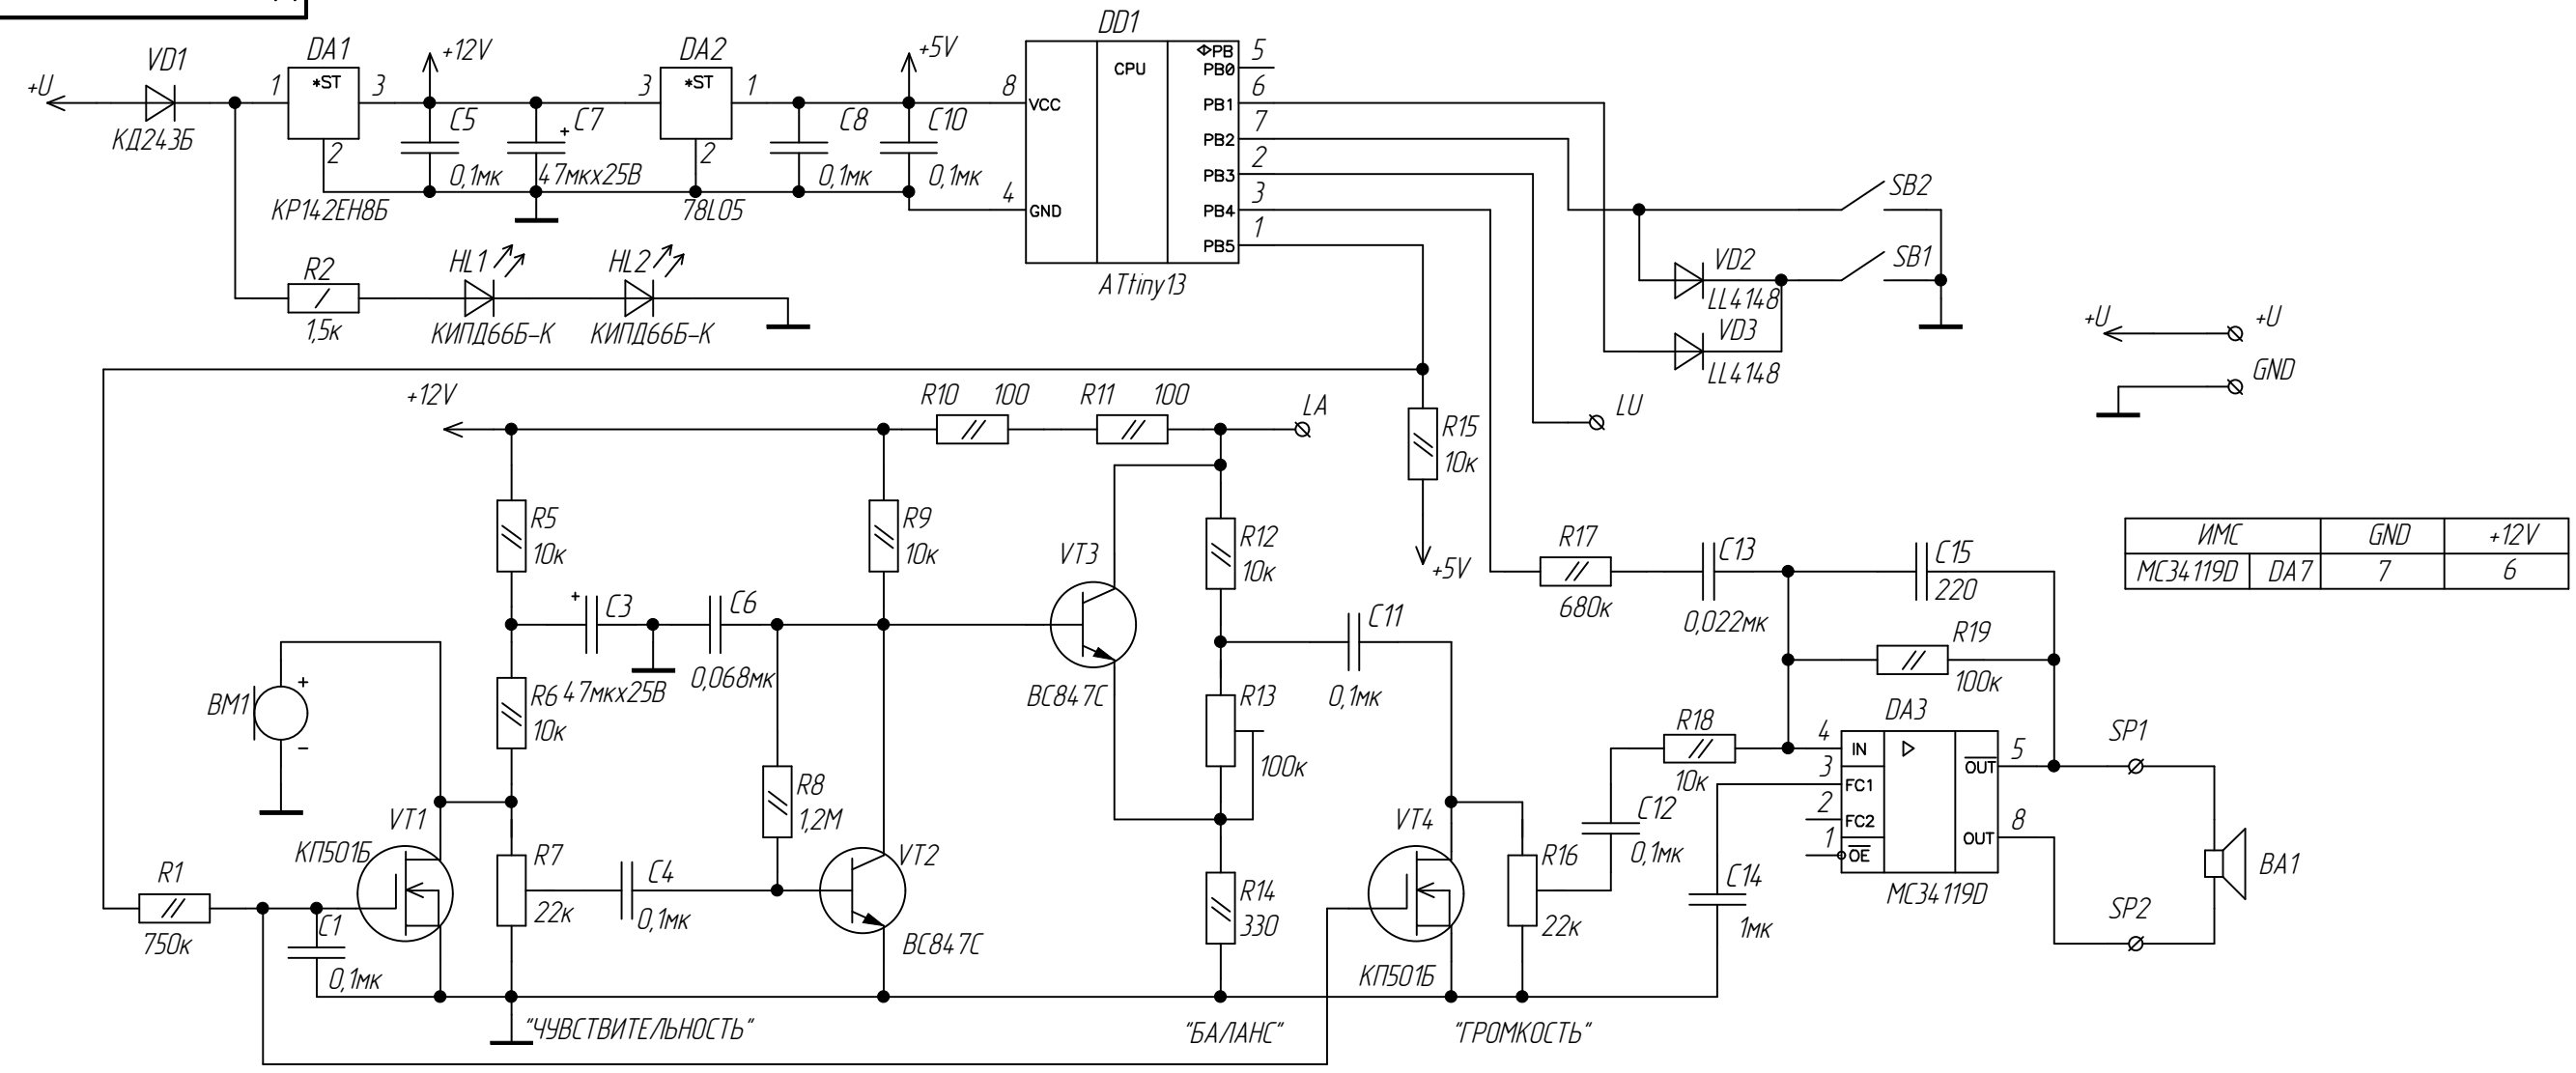 DD1
VD1
DA1
+12V
DA2
+5V
+U
1
*ST
3
3
*ST
1
8
VCC
CPU
PB
5
PB0
6
PB1
7
PB2
2
PB3
3
PB4
1
PB5
4
GND
КД243Б
2
C5
0,1мк
+
C7
47мкх25В
2
C8
0,1мк
C10
0,1мк
КР142ЕН8Б
78L05
ATtiny13
SB2
SB1
VD2
LL4148
VD3
LL4148
R2
1,5к
HL1
КИПД66Б-К
HL2
КИПД66Б-К
+U
+U
GND
+12V
R10 100
R11 100
LA
LU
R15
10к
+5V
R5
10к
R9
10к
VT3
BC847C
R12
10к
+
C3
47мкх25В
C6
0,068мк
C11
0,1мк
R17
680к
C13
0,022мк
C15
220
R19
100к
ИМС GND +12V
MC34119D DA7 7 6
BM1
+
−
R6
10к
R13
100к
R18
10к
DA3
4
IN
3
FC1
2
FC2
1
OE
5
OUT
8
OUT
MC34119D
SP1
SP2
BA1
R8
1,2М
VT1
КП501Б
R7
22к
C4
0,1мк
VT2
BC847C
R14
330
VT4
КП501Б
R16
22к
C12
0,1мк
C14
1мк
R1
750к
C1
0,1мк
"ЧУВСТВИТЕЛЬНОСТЬ"
"БАЛАНС"
"ГРОМКОСТЬ"